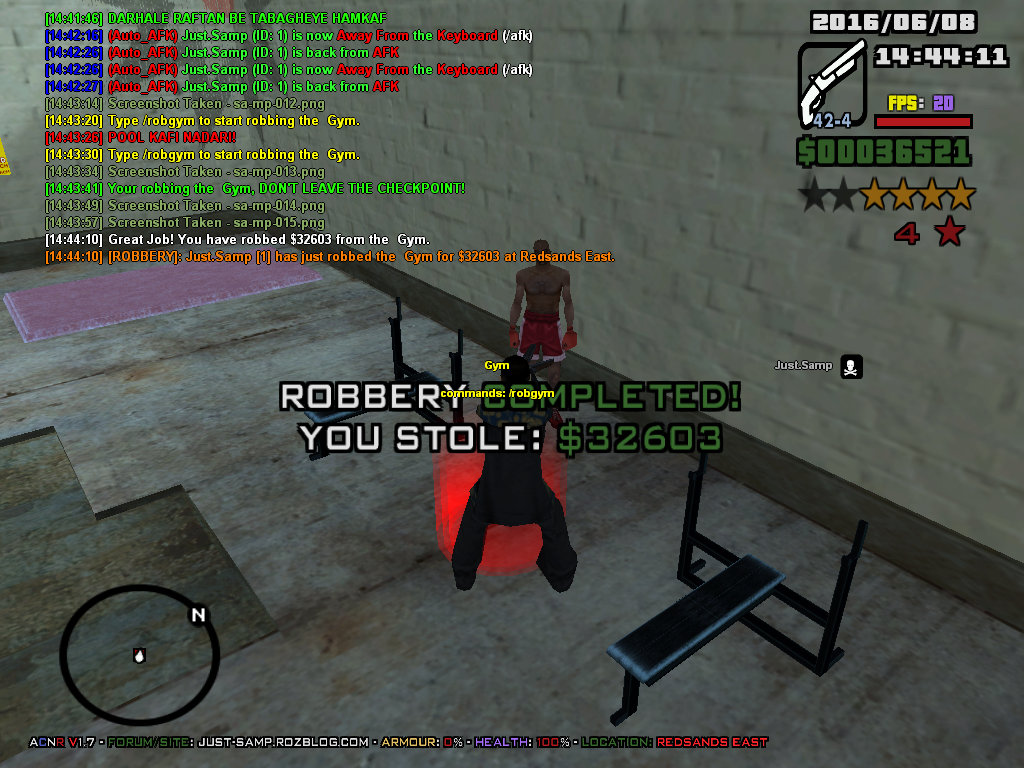 [14:41:46] DARHALE RAFTAN BE TABAGHEYE HAMKAF
[14:42:16] (Auto_AFK) Just.Samp (ID: 1) is now Away From the Keyboard (/afk)
[14:42:26] (Auto_AFK) Just.Samp (ID: 1) is back from AFK
[14:42:26] (Auto_AFK) Just.Samp (ID: 1) is now Away From the Keyboard (/afk)
[14:42:27] (Auto_AFK) Just.Samp (ID: 1) is back from AFK
[14:43:14] Screenshot Taken - sa-mp-012.png
[14:43:20] Type /robgym to start robbing the  Gym.
[14:43:26] POOL KAFI NADARI!!
[14:43:30] Type /robgym to start robbing the  Gym.
[14:43:34] Screenshot Taken - sa-mp-013.png
[14:43:41] Your robbing the  Gym, DON'T LEAVE THE CHECKPOINT!
[14:43:49] Screenshot Taken - sa-mp-014.png
[14:43:57] Screenshot Taken - sa-mp-015.png
[14:44:10] Great Job! You have robbed $32603 from the  Gym.
[14:44:10] [ROBBERY]: Just.Samp [1] has just robbed the  Gym for $32603 at Redsands East.
2016/06/08
14:44:11
FPS: 20
42-4
$00036521
4
Gym
commands: /robgym
Just.Samp
ROBBERY COMPLETED!
YOU STOLE: $32603
N
ACNR V1.7 - FORUM/SITE: JUST-SAMP.ROZBLOG.COM - ARMOUR: 0% - HEALTH: 100% - LOCATION: REDSANDS EAST